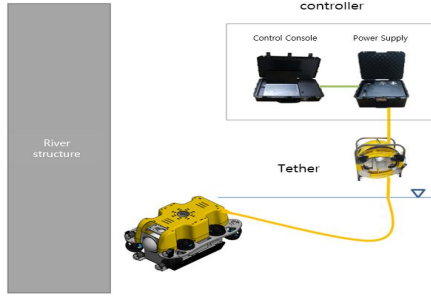 controller
Control Console
Power Supply
River
structure
Tether